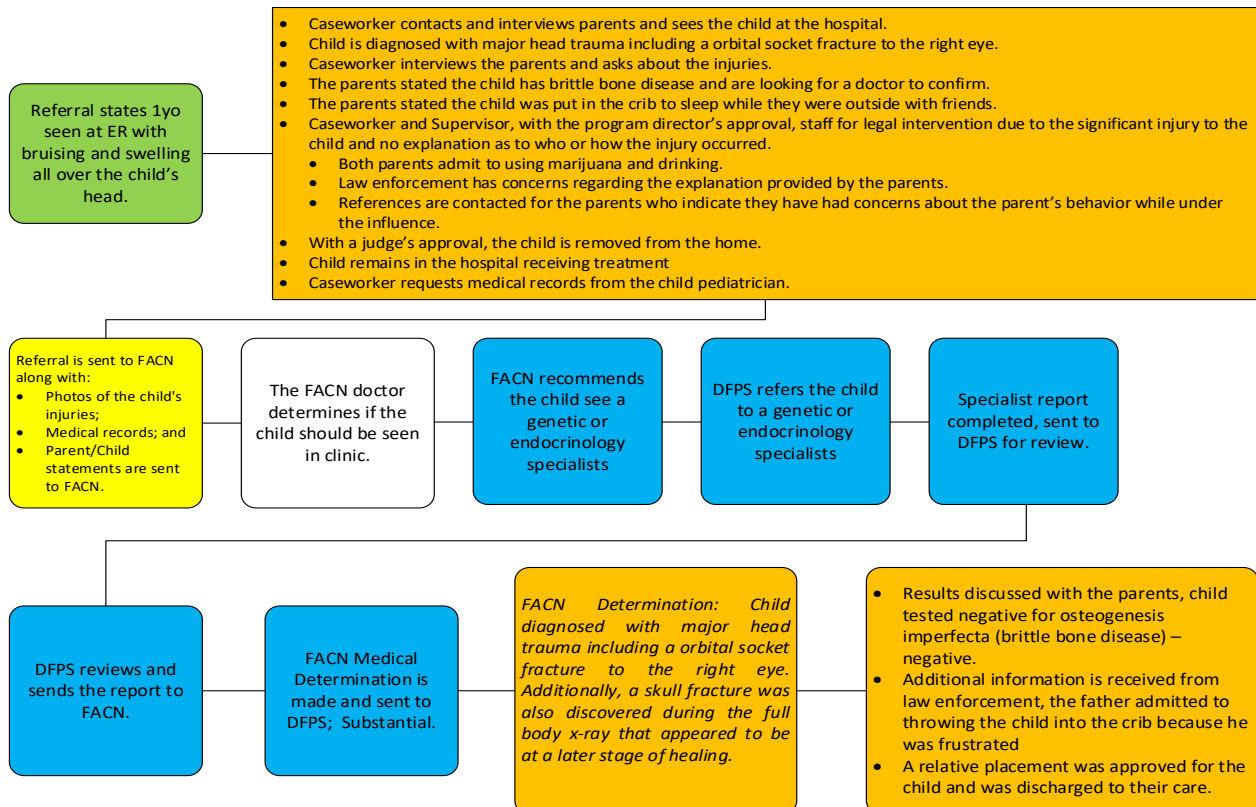 Referral states 1yo
seen at ER with
bruising and swelling
all over the child's
head.
• Caseworker contacts and interviews parents and sees the child at the hospital.
• Child is diagnosed with major head trauma including a orbital socket fracture to the right eye.
• Caseworker interviews the parents and asks about the injuries.
• The parents stated the child has brittle bone disease and are looking for a doctor to confirm.
• The parents stated the child was put in the crib to sleep while they were outside with friends.
• Caseworker and Supervisor, with the program director's approval, staff for legal intervention due to the significant injury to the
child and no explanation as to who or how the injury occurred.
• Both parents admit to using marijuana and drinking.
• Law enforcement has concerns regarding the explanation provided by the parents.
• References are contacted for the parents who indicate they have had concerns about the parent's behavior while under
the influence.
• With a judge's approval, the child is removed from the home.
• Child remains in the hospital receiving treatment
• Caseworker requests medical records from the child pediatrician.
Referral is sent to FACN
along with:
• Photos of the child's
injuries;
• Medical records; and
• Parent/Child
statements are sent
to FACN.
The FACN doctor
determines if the
child should be seen
in clinic.
FACN recommends
the child see a
genetic or
endocrinology
specialists
DFPS refers the child
to a genetic or
endocrinology
specialists
Specialist report
completed, sent to
DFPS for review.
DFPS reviews and
sends the report to
FACN.
FACN Medical
Determination is
made and sent to
DFPS; Substantial.
FACN Determination: Child
diagnosed with major head
trauma including a orbital socket
fracture to the right eye.
Additionally, a skull fracture was
also discovered during the full
body x-ray that appeared to be
at a later stage of healing.
• Results discussed with the parents, child
tested negative for osteogenesis
imperfecta (brittle bone disease) –
negative.
• Additional information is received from
law enforcement, the father admitted to
throwing the child into the crib because he
was frustrated
• A relative placement was approved for the
child and was discharged to their care.